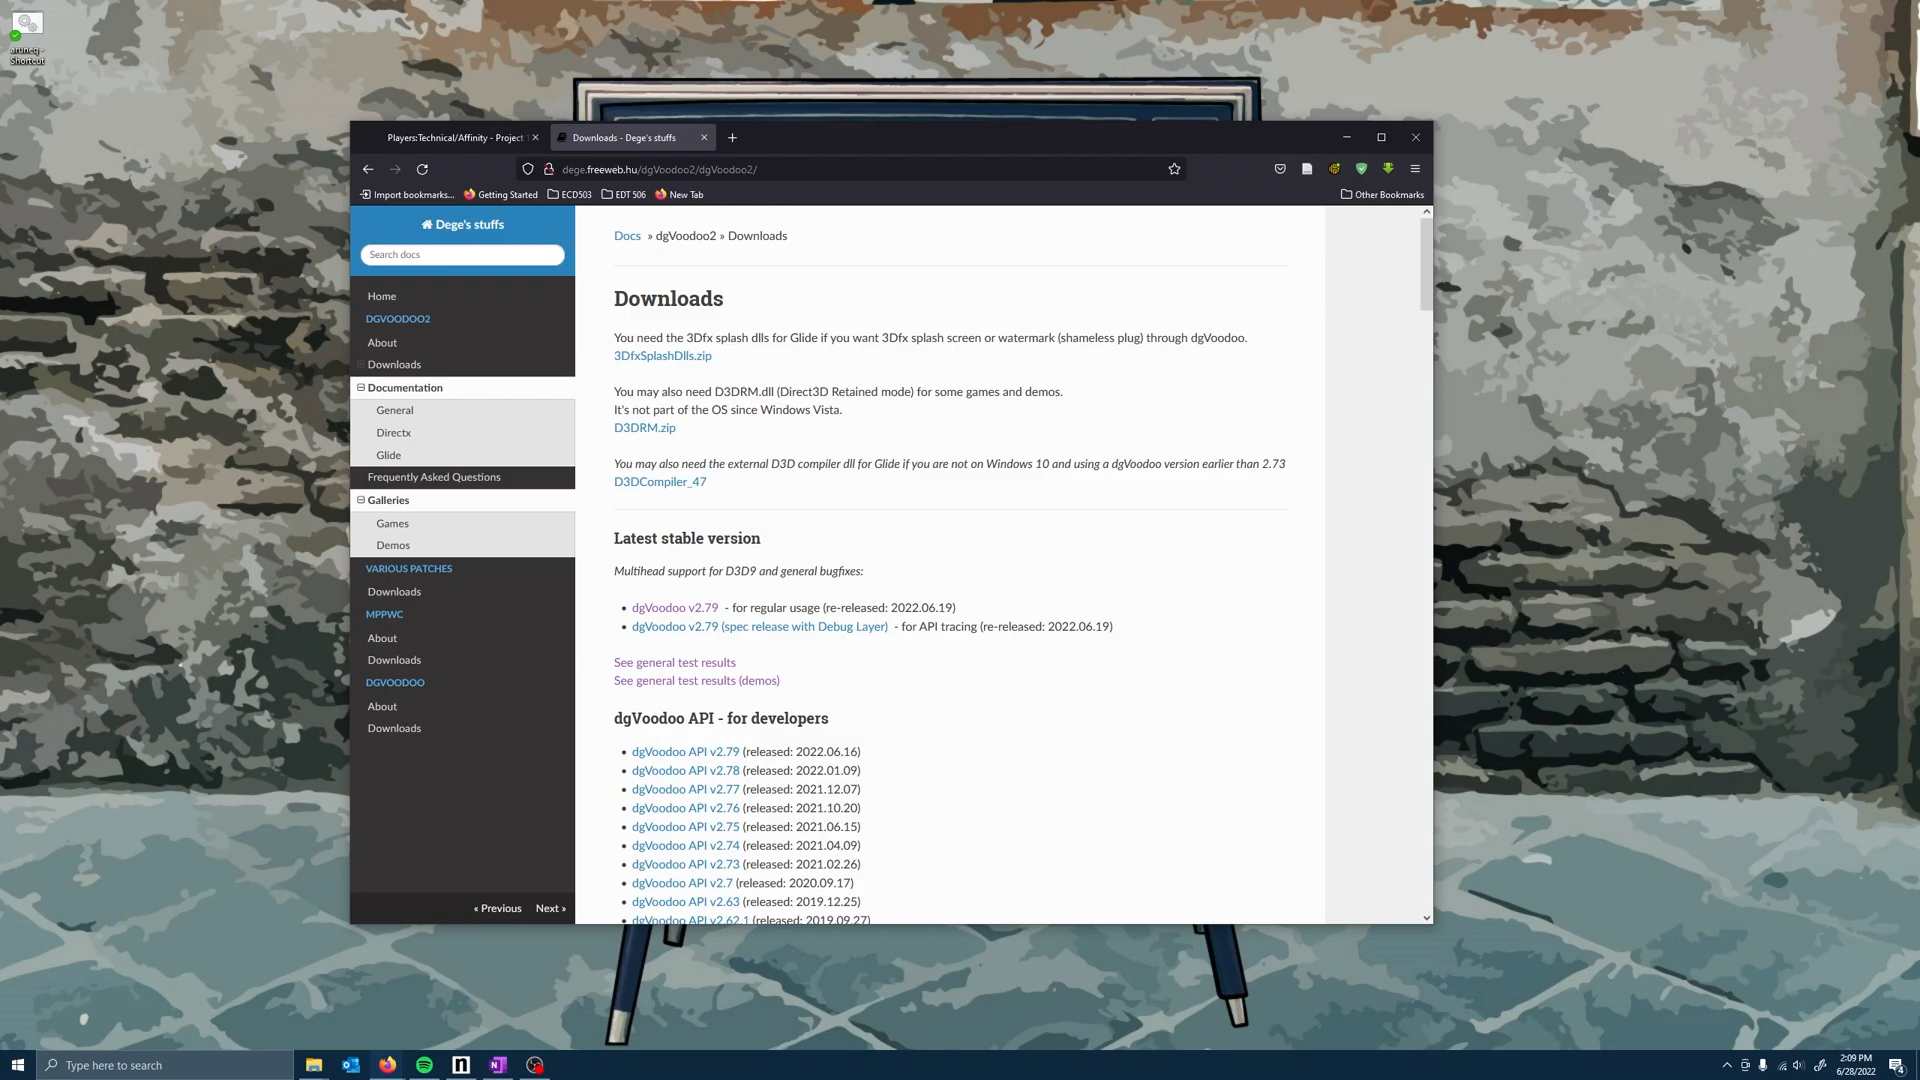 aruneq - Shortcut
Players:Technical/Affinity - Project
Downloads - Dege's stuffs
dege.freeweb.hu/dgVoodoo2/dgVoodoo2/
Import bookmarks...
Getting Started
ECD503
EDT 506
New Tab
Other Bookmarks
Dege's stuffs
Search docs
Home
DGVOODOO2
About
Downloads
Documentation
General
Directx
Glide
Frequently Asked Questions
Galleries
Games
Demos
VARIOUS PATCHES
Downloads
MPPWC
About
Downloads
DGVOODOO
About
Downloads
« Previous Next »
Docs » dgVoodoo2 » Downloads
Downloads
You need the 3Dfx splash dlls for Glide if you want 3Dfx splash screen or watermark (shameless plug) through dgVoodoo.
3DfxSplashDlls.zip
You may also need D3DRM.dll (Direct3D Retained mode) for some games and demos.
It's not part of the OS since Windows Vista.
D3DRM.zip
You may also need the external D3D compiler dll for Glide if you are not on Windows 10 and using a dgVoodoo version earlier than 2.73
D3DCompiler_47
Latest stable version
Multihead support for D3D9 and general bugfixes:
• dgVoodoo v2.79 - for regular usage (re-released: 2022.06.19)
• dgVoodoo v2.79 (spec release with Debug Layer) - for API tracing (re-released: 2022.06.19)
See general test results
See general test results (demos)
dgVoodoo API - for developers
• dgVoodoo API v2.79 (released: 2022.06.16)
• dgVoodoo API v2.78 (released: 2022.01.09)
• dgVoodoo API v2.77 (released: 2021.12.07)
• dgVoodoo API v2.76 (released: 2021.10.20)
• dgVoodoo API v2.75 (released: 2021.06.15)
• dgVoodoo API v2.74 (released: 2021.04.09)
• dgVoodoo API v2.73 (released: 2021.02.26)
• dgVoodoo API v2.7 (released: 2020.09.17)
• dgVoodoo API v2.63 (released: 2019.12.25)
• dgVoodoo API v2.62.1 (released: 2019.09.27)
Type here to search
2:09 PM
6/28/2022
4